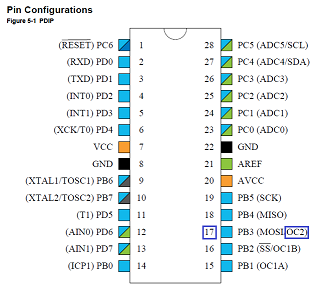 Pin Configurations
Figure 5-1 PDIP
(RESET) PC6 1 28 PC5 (ADC5/SCL)
(RXD) PD0 2 27 PC4 (ADC4/SDA)
(TXD) PD1 3 26 PC3 (ADC3)
(INT0) PD2 4 25 PC2 (ADC2)
(INT1) PD3 5 24 PC1 (ADC1)
(XCK/T0) PD4 6 23 PC0 (ADC0)
VCC 7 22 GND
GND 8 21 AREF
(XTAL1/TOSC1) PB6 9 20 AVCC
(XTAL2/TOSC2) PB7 10 19 PB5 (SCK)
(T1) PD5 11 18 PB4 (MISO)
(AIN0) PD6 12 17 PB3 (MOSI/OC2)
(AIN1) PD7 13 16 PB2 (SS/OC1B)
(ICP1) PB0 14 15 PB1 (OC1A)